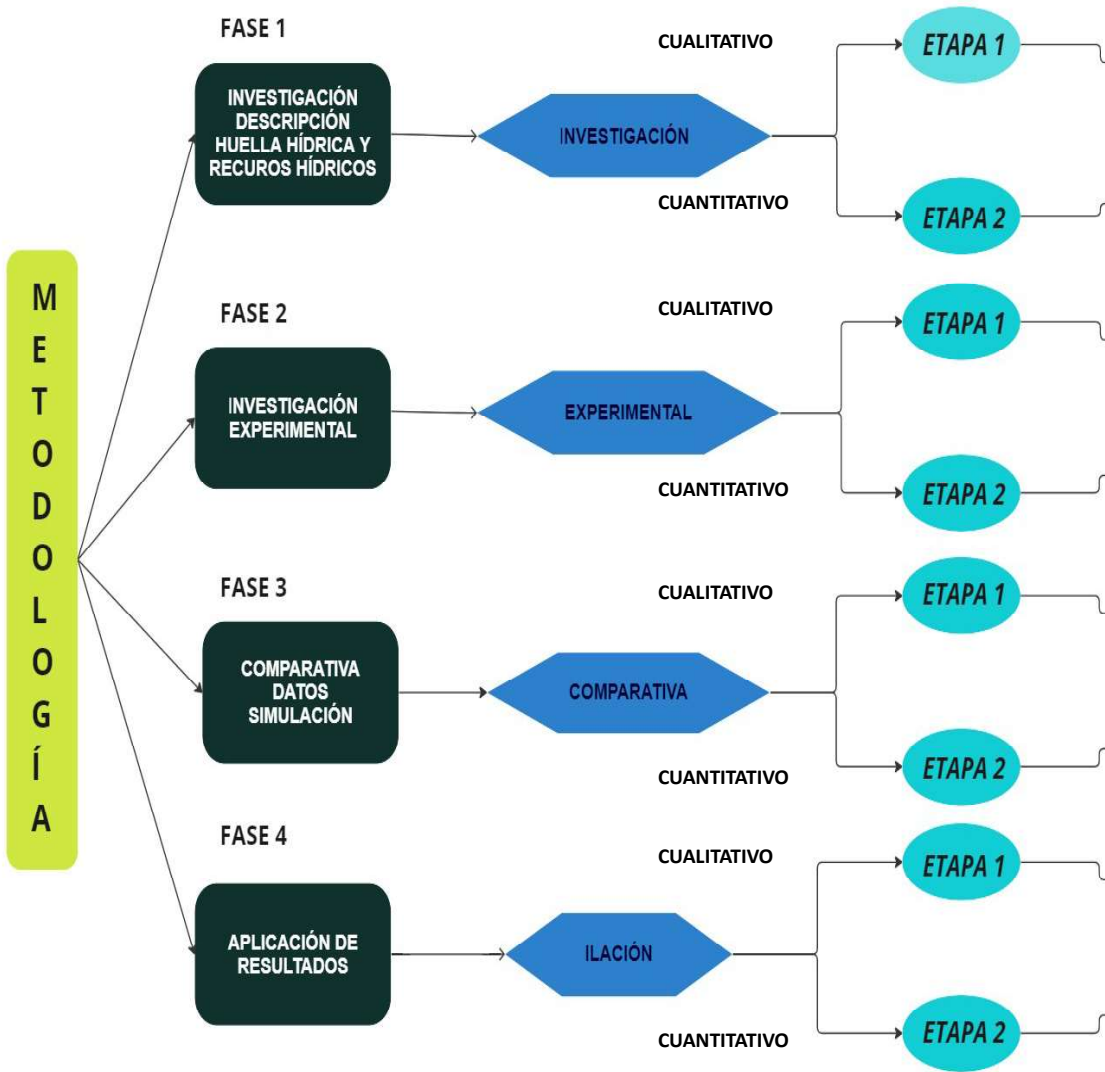 METODOLOGÍA
FASE 1
INVESTIGACIÓN
DESCRIPCIÓN
HUELLA HÍDRICA Y
RECUROS HÍDRICOS
INVESTIGACIÓN
CUALITATIVO
ETAPA 1
CUANTITATIVO
ETAPA 2
FASE 2
INVESTIGACIÓN
EXPERIMENTAL
EXPERIMENTAL
CUALITATIVO
ETAPA 1
CUANTITATIVO
ETAPA 2
FASE 3
COMPARATIVA
DATOS
SIMULACIÓN
COMPARATIVA
CUALITATIVO
ETAPA 1
CUANTITATIVO
ETAPA 2
FASE 4
APLICACIÓN DE
RESULTADOS
ILACIÓN
CUALITATIVO
ETAPA 1
CUANTITATIVO
ETAPA 2